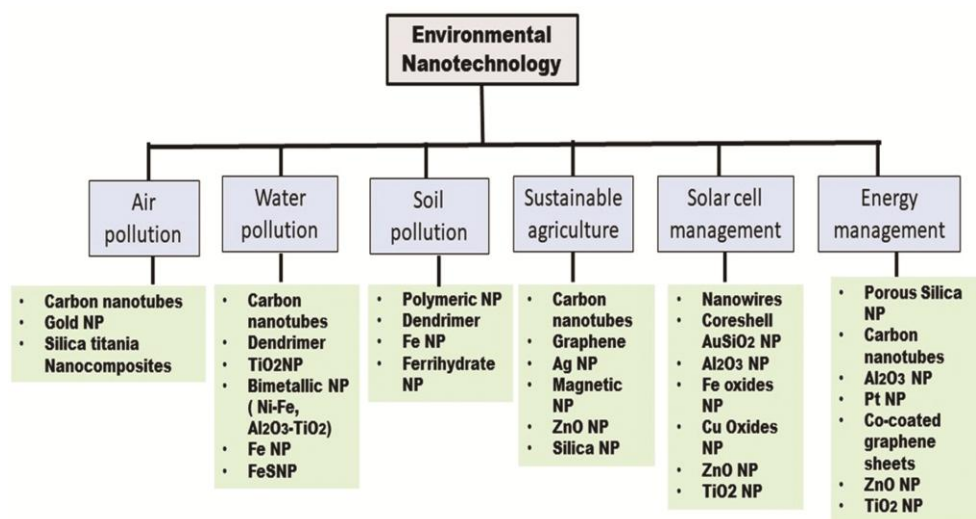 Environmental
Nanotechnology
Air
pollution
Water
pollution
Soil
pollution
Sustainable
agriculture
Solar cell
management
Energy
management
• Carbon nanotubes
• Gold NP
• Silica titania
Nanocomposites
• Carbon
nanotubes
• Dendrimer
• TiO2NP
• Bimetallic NP
( Ni-Fe,
Al2O3-TiO2)
• Fe NP
• FeSNP
• Polymeric NP
• Dendrimer
• Fe NP
• Ferrihydrate
NP
• Carbon
nanotubes
• Graphene
• Ag NP
• Magnetic
NP
• ZnO NP
• Silica NP
• Nanowires
• Coreshell
AuSiO2 NP
• Al2O3 NP
• Fe oxides
NP
• Cu Oxides
NP
• ZnO NP
• TiO2 NP
• Porous Silica
NP
• Carbon
nanotubes
• Al2O3 NP
• Pt NP
• Co-coated
graphene
sheets
• ZnO NP
• TiO2 NP